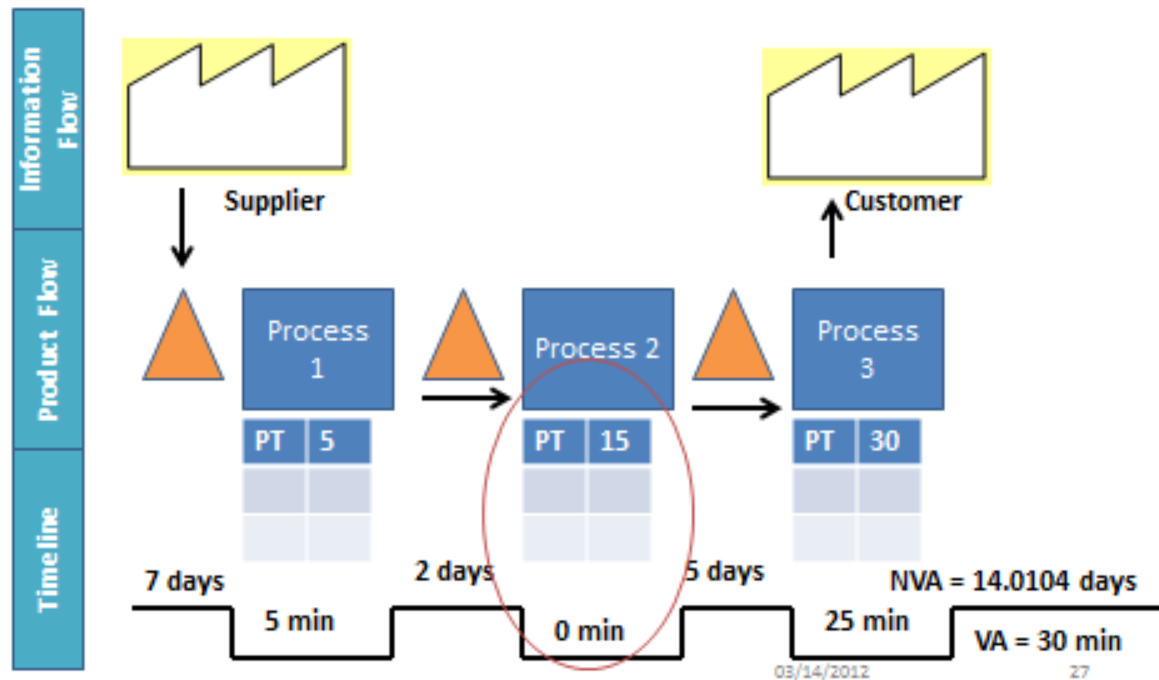 Information
Flow
Product Flow
Timeline
Supplier
Customer
Process
1
Process 2
Process
3
PT 5
PT 15
PT 30
7 days
2 days
5 days
NVA = 14.0104 days
5 min
0 min
25 min
VA = 30 min
03/14/2012
27